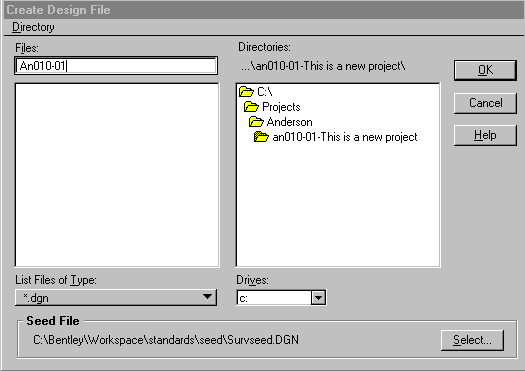 Create Design File
Directory
Files:
An010-01
Directories:
...\an010-01-This is a new project\
C:\
Projects
Anderson
an010-01-This is a new project
OK
Cancel
Help
List Files of Type:
*.dgn
Drives:
c:
Seed File
C:\Bentley\Workspace\standards\seed\Survseed.DGN
Select...